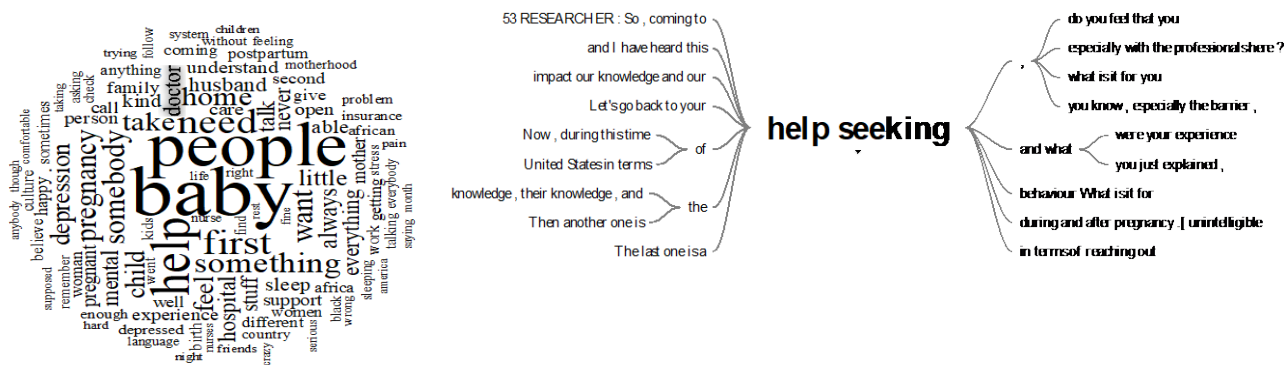 children
system
follow
trying
without feeling
coming
postpartum
anything
understand
motherhood
asking
check
taking
family
doctor
husband
second
kind
home
care
give
call
talk
never
open
problem
person
take
need
able
insurance
african
pain
people
mother
stress
comfortable
sometimes
happy
culture
believe
though
anybody
depression
pregnancy
somebody
life
right
little
baby
want
always
everything
getting
work
talking
everybody
month
saying
nurse
find
rest
fine
kids
help
first
went
mental
pregnant
woman
remember
supposed
child
something
feel
hospital
stuff
sleep
africa
sleeping
america
well
support
black
wrong
enough
experience
women
hard
depressed
birth
nurses
different
country
serious
language
friends
crazy
night
53 RESEARCHER : So , coming to
and I have heard this
impact our knowledge and our
Let's go back to your
Now , during this time
of
United States in terms
knowledge , their knowledge , and
the
Then another one is
The last one is a
help seeking
,
do you feel that you
especially with the professionals here ?
what is it for you
you know , especially the barrier ,
and what
were your experience
you just explained ,
behaviour What is it for
during and after pregnancy .[ unintelligible
in terms of reaching out